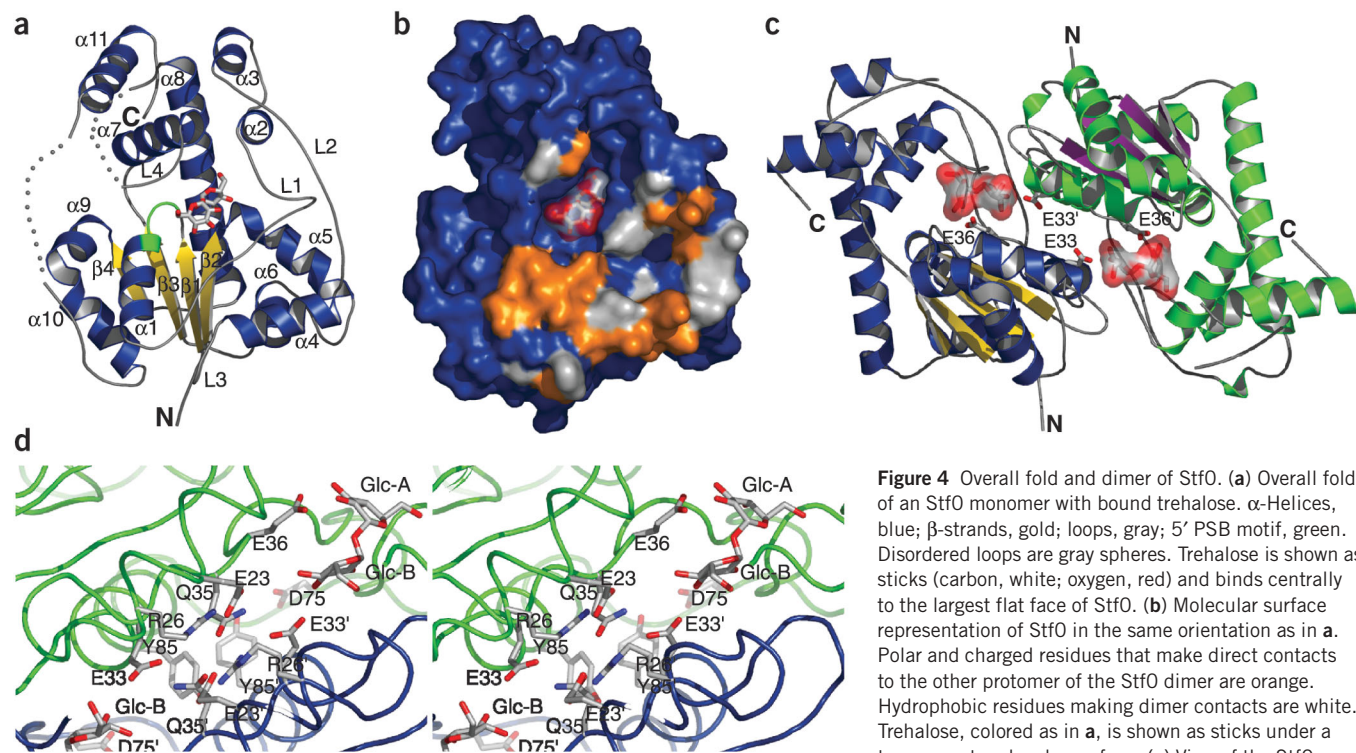 a
α11
α8
α3
α7
C
α2
L4
L2
L1
α9
β4
β3
β1
β2
α5
α6
α10
α1
α4
L3
N
b
c
N
C
E33'
E36'
E36
E33
C
N
d
Glc-A
E36
E23
Glc-B
Q35
D75
R26
E33'
Y85
E33
R26'
Y85'
Glc-B
E23'
Q35'
D75'
Glc-A
E36
E23
Glc-B
Q35
D75
R26
E33'
Y85
E33
R26'
Y85'
Glc-B
E23'
Q35'
D75'
Figure 4 Overall fold and dimer of Stf0. (a) Overall fold
of an Stf0 monomer with bound trehalose. α-Helices,
blue; β-strands, gold; loops, gray; 5′ PSB motif, green.
Disordered loops are gray spheres. Trehalose is shown as
sticks (carbon, white; oxygen, red) and binds centrally
to the largest flat face of Stf0. (b) Molecular surface
representation of Stf0 in the same orientation as in a.
Polar and charged residues that make direct contacts
to the other protomer of the Stf0 dimer are orange.
Hydrophobic residues making dimer contacts are white.
Trehalose, colored as in a, is shown as sticks under a